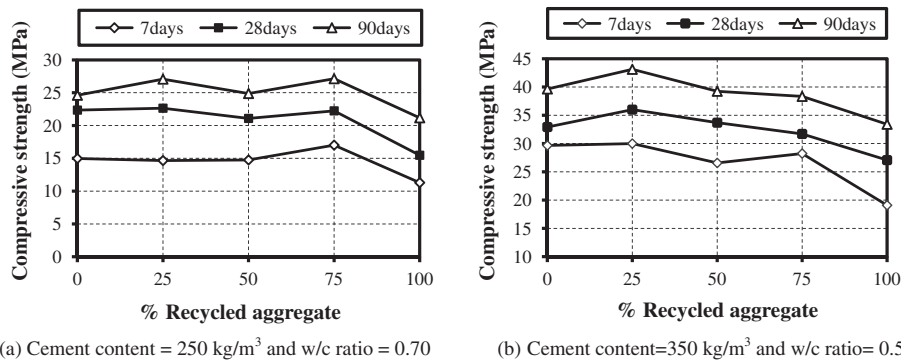 7days 28days 90days
Compressive strength (MPa)
30
25
20
15
10
5
0
0 25 50 75 100
% Recycled aggregate
(a) Cement content = 250 kg/m³ and w/c ratio = 0.70
7days 28days 90days
Compressive strength (MPa)
45
40
35
30
25
20
15
10
0 25 50 75 100
% Recycled aggregate
(b) Cement content=350 kg/m³ and w/c ratio= 0.5